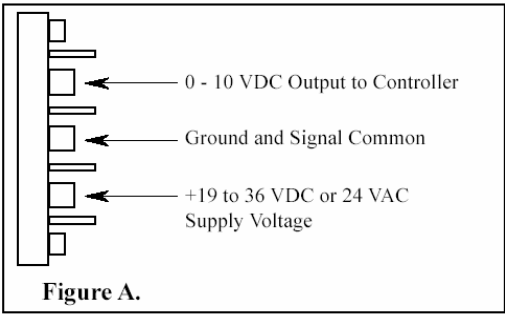 0 - 10 VDC Output to Controller
Ground and Signal Common
+19 to 36 VDC or 24 VAC
Supply Voltage
Figure A.